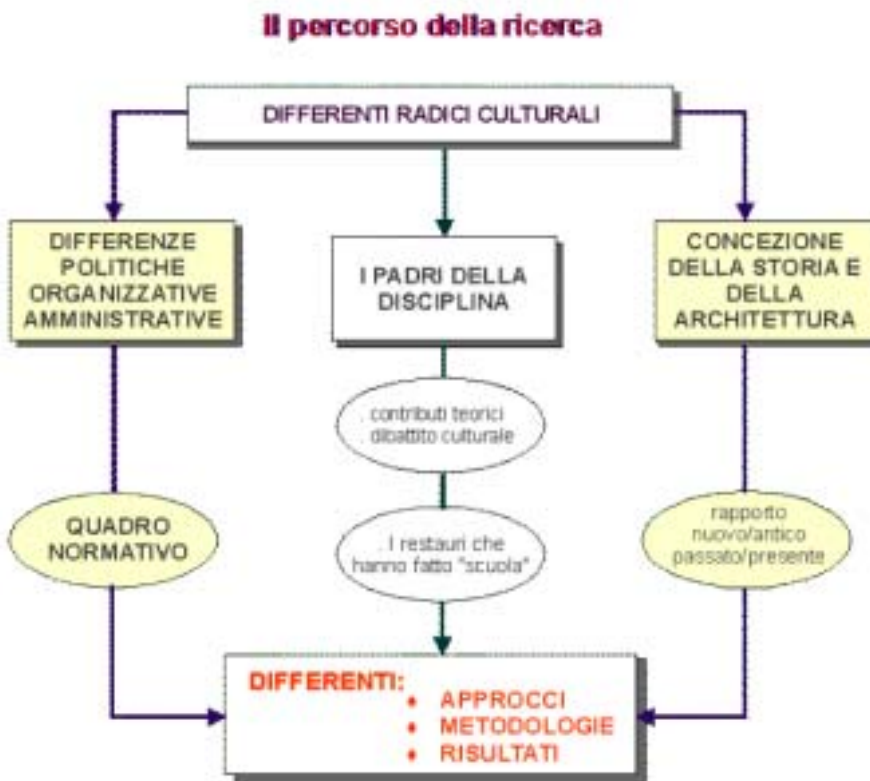 Il percorso della ricerca
DIFFERENTI RADICI CULTURALI
DIFFERENZE
POLITICHE
ORGANIZZATIVE
AMMINISTRATIVE
I PADRI DELLA
DISCIPLINA
CONCEZIONE
DELLA STORIA E
DELLA
ARCHITETTURA
. contributi teorici
. dibattito culturale
QUADRO
NORMATIVO
. I restauri che
hanno fatto "scuola"
rapporto
nuovo/antico
passato/presente
DIFFERENTI:
♦ APPROCCI
♦ METODOLOGIE
♦ RISULTATI